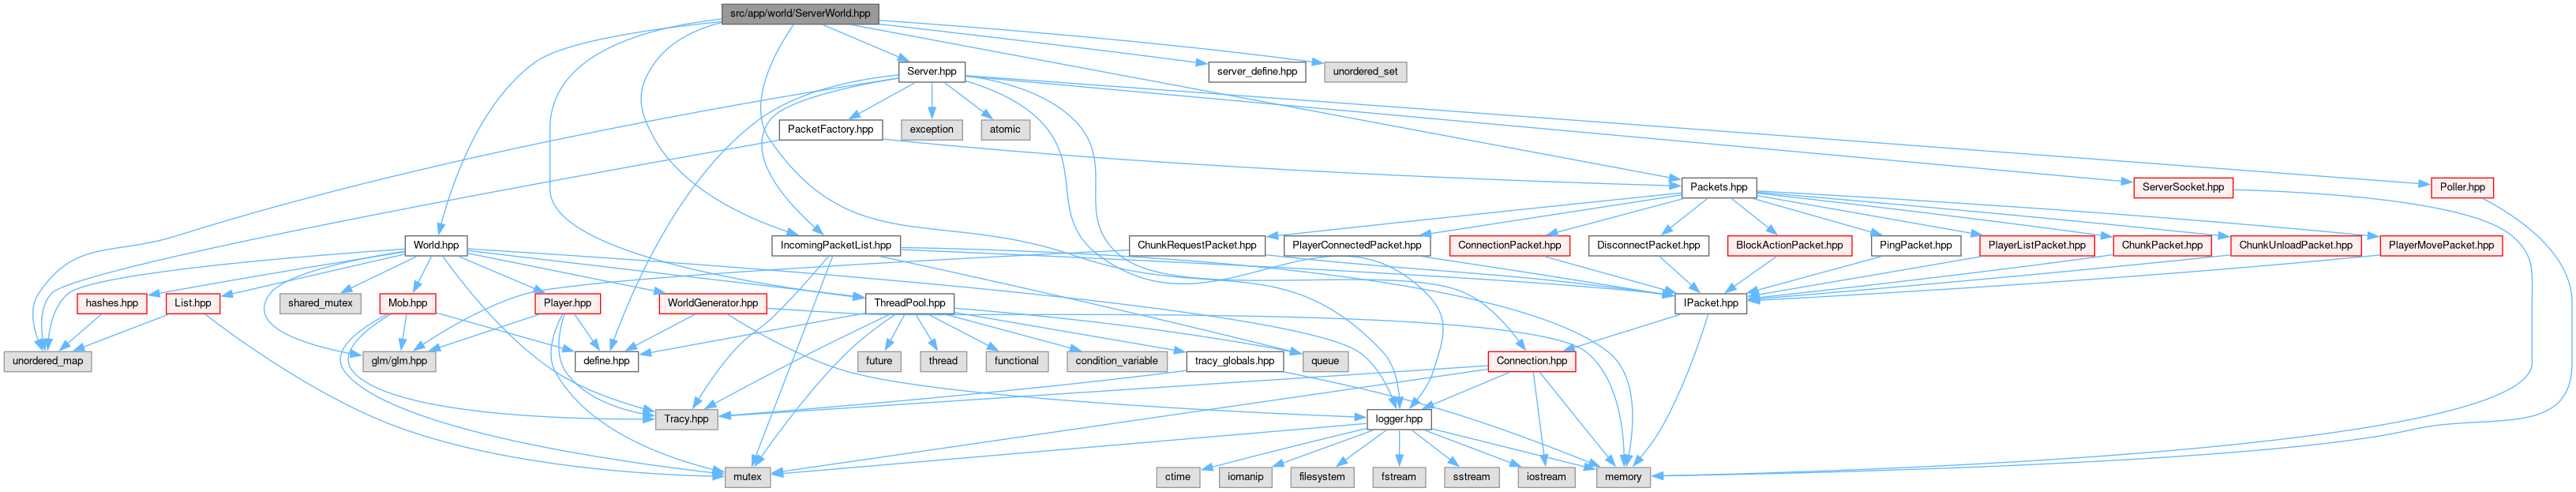 src/app/world/ServerWorld.hpp
Server.hpp
server_define.hpp
unordered_set
PacketFactory.hpp
exception
atomic
Packets.hpp
ServerSocket.hpp
Poller.hpp
World.hpp
IncomingPacketList.hpp
ChunkRequestPacket.hpp
PlayerConnectedPacket.hpp
ConnectionPacket.hpp
DisconnectPacket.hpp
BlockActionPacket.hpp
PingPacket.hpp
PlayerListPacket.hpp
ChunkPacket.hpp
ChunkUnloadPacket.hpp
PlayerMovePacket.hpp
hashes.hpp
List.hpp
shared_mutex
Mob.hpp
Player.hpp
WorldGenerator.hpp
ThreadPool.hpp
IPacket.hpp
unordered_map
glm/glm.hpp
define.hpp
future
thread
functional
condition_variable
tracy_globals.hpp
queue
Connection.hpp
Tracy.hpp
logger.hpp
mutex
ctime
iomanip
filesystem
fstream
sstream
iostream
memory